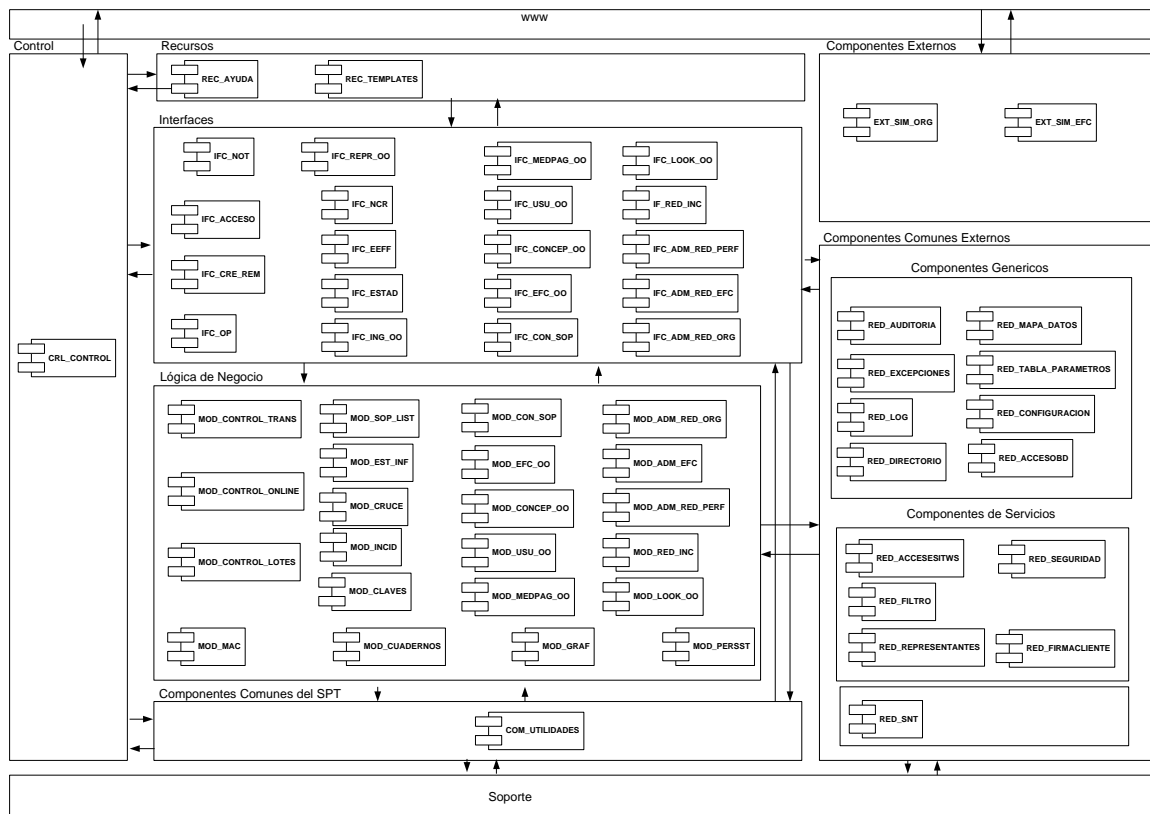 www
Control
Recursos
Componentes Externos
REC_AYUDA
REC_TEMPLATES
EXT_SIM_ORG
EXT_SIM_EFC
Interfaces
IFC_NOT
IFC_REPR_OO
IFC_MEDPAG_OO
IFC_LOOK_OO
IFC_NCR
IFC_USU_OO
IF_RED_INC
IFC_ACCESO
IFC_EEFF
IFC_CONCEP_OO
IFC_ADM_RED_PERF
IFC_CRE_REM
IFC_ESTAD
IFC_EFC_OO
IFC_ADM_RED_EFC
IFC_OP
IFC_ING_OO
IFC_CON_SOP
IFC_ADM_RED_ORG
CRL_CONTROL
Componentes Comunes Externos
Componentes Genericos
RED_AUDITORIA
RED_MAPA_DATOS
RED_EXCEPCIONES
RED_TABLA_PARAMETROS
RED_LOG
RED_CONFIGURACION
RED_DIRECTORIO
RED_ACCESOBD
Lógica de Negocio
MOD_CONTROL_TRANS
MOD_SOP_LIST
MOD_CON_SOP
MOD_ADM_RED_ORG
MOD_EST_INF
MOD_EFC_OO
MOD_ADM_EFC
MOD_CONTROL_ONLINE
MOD_CRUCE
MOD_CONCEP_OO
MOD_ADM_RED_PERF
MOD_CONTROL_LOTES
MOD_INCID
MOD_USU_OO
MOD_RED_INC
MOD_CLAVES
MOD_MEDPAG_OO
MOD_LOOK_OO
MOD_MAC
MOD_CUADERNOS
MOD_GRAF
MOD_PERSST
Componentes de Servicios
RED_ACCESESITWS
RED_SEGURIDAD
RED_FILTRO
RED_REPRESENTANTES
RED_FIRMACLIENTE
RED_SNT
Componentes Comunes del SPT
COM_UTILIDADES
Soporte